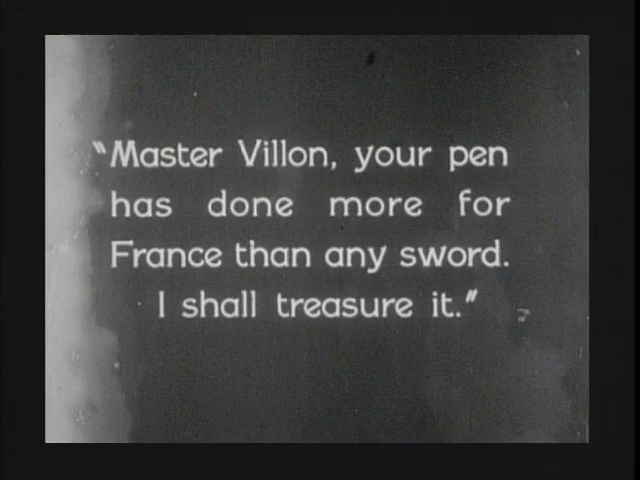 "Master Villon, your pen
has done more for
France than any sword.
I shall treasure it."